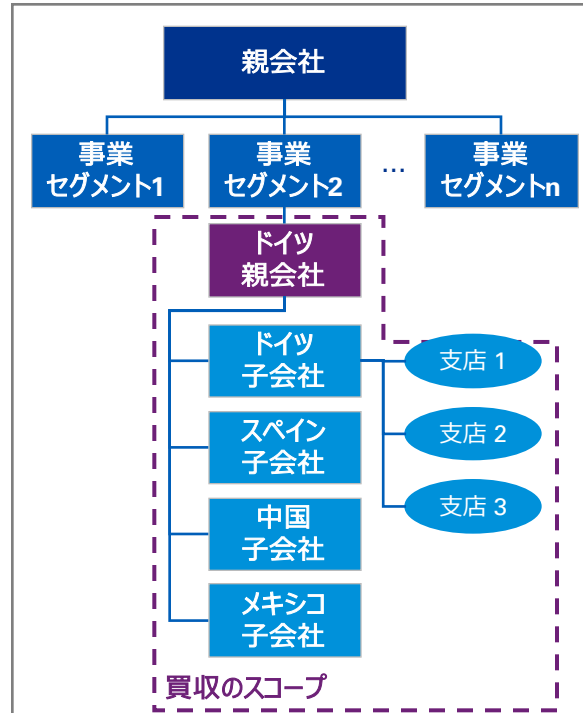 親会社
事業
セグメント1
事業
セグメント2
...
事業
セグメントn
ドイツ
親会社
ドイツ
子会社
支店 1
スペイン
子会社
支店 2
中国
子会社
支店 3
メキシコ
子会社
買収のスコープ